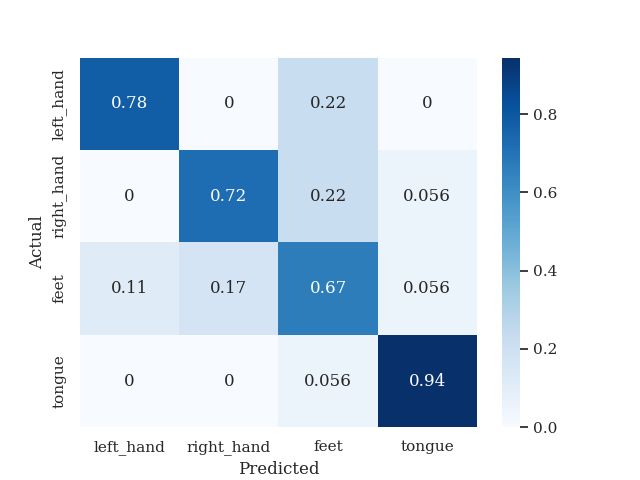 left_hand 0.78 0 0.22 0
right_hand 0 0.72 0.22 0.056
feet 0.11 0.17 0.67 0.056
tongue 0 0 0.056 0.94
left_hand right_hand feet tongue
Predicted
Actual
0.8
0.6
0.4
0.2
0.0